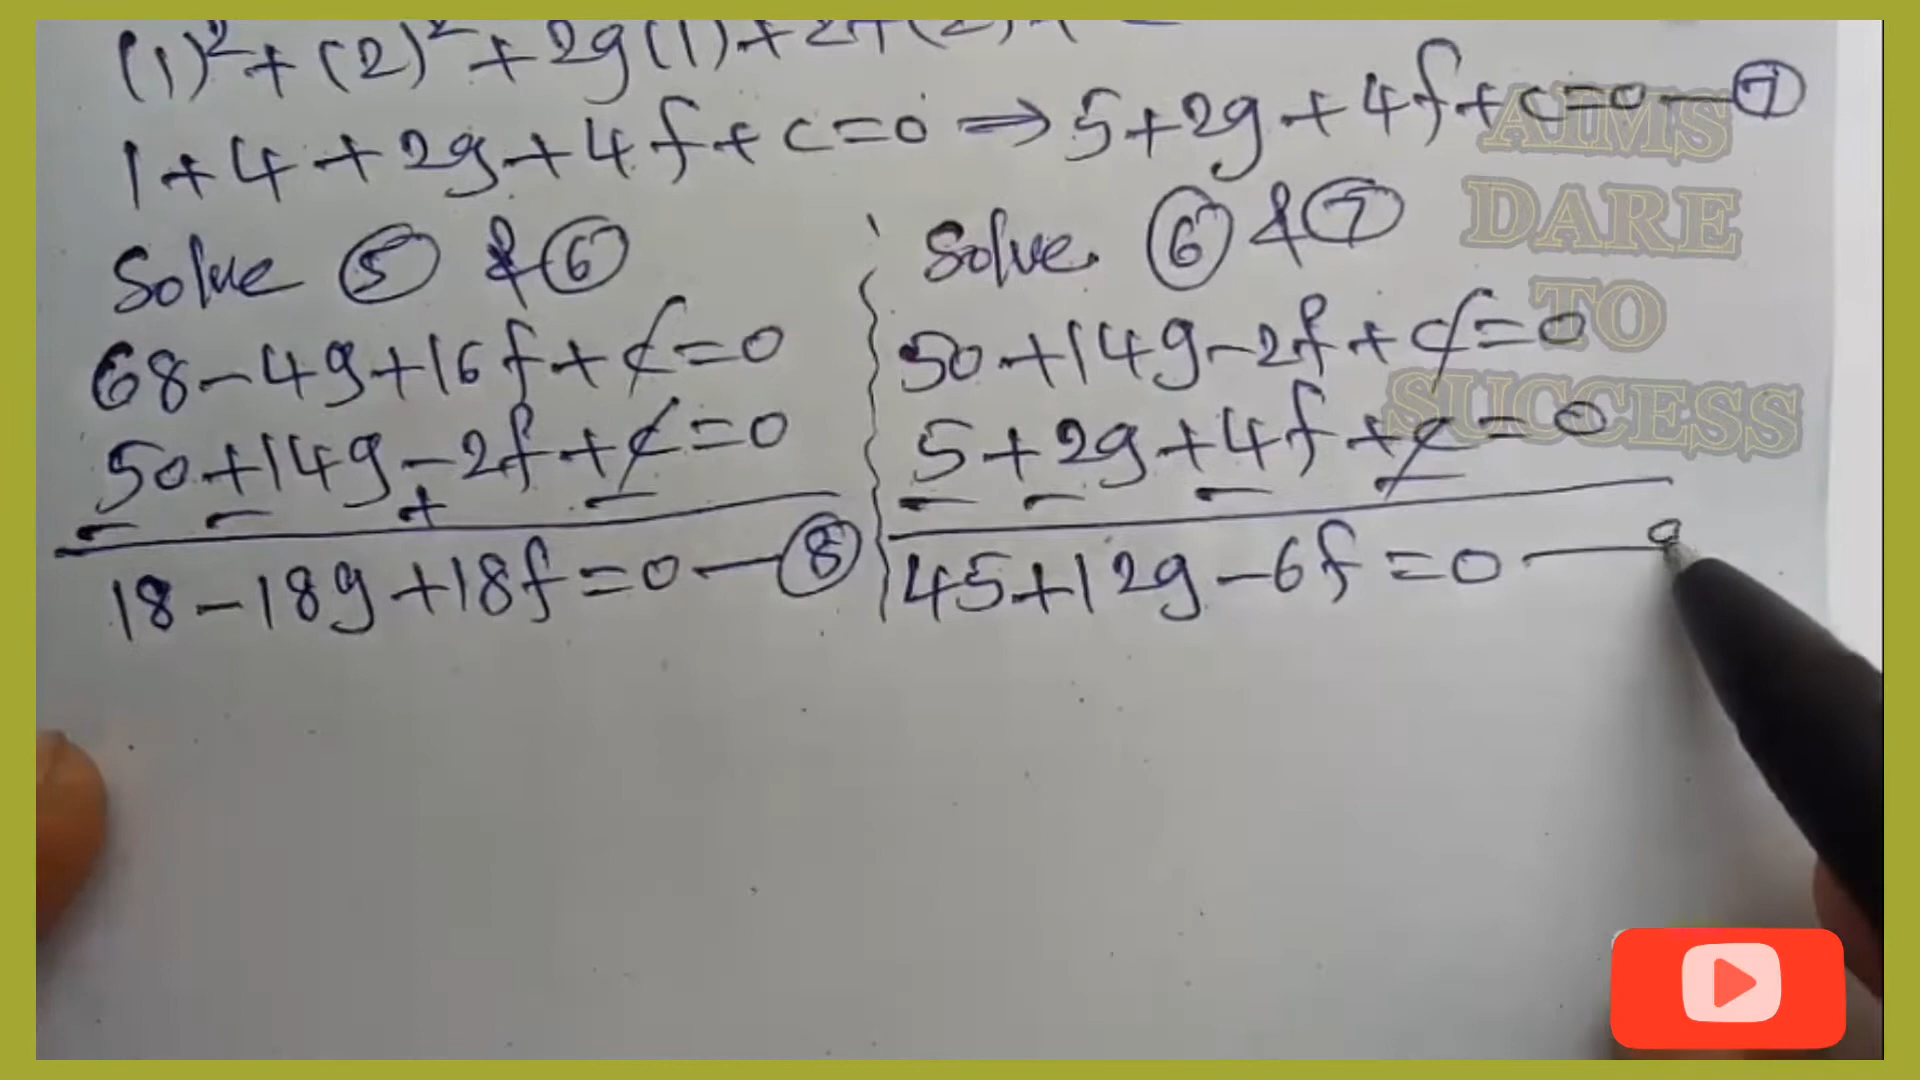 (1)²+(2)²+2g(1)+2f(2)+
1+4+2g+4f+c=0 ⇒ 5+2g+4f+c=0 — ⑦
Solve ⑤ & ⑥
68-4g+16f+c=0
50+14g-2f+c=0
- - + -
18-18g+18f=0 — ⑧
Solve ⑥ & ⑦
50+14g-2f+c=0
5+2g+4f+c=0
- - - -
45+12g-6f=0 — 9
AIMS
DARE
TO
SUCCESS